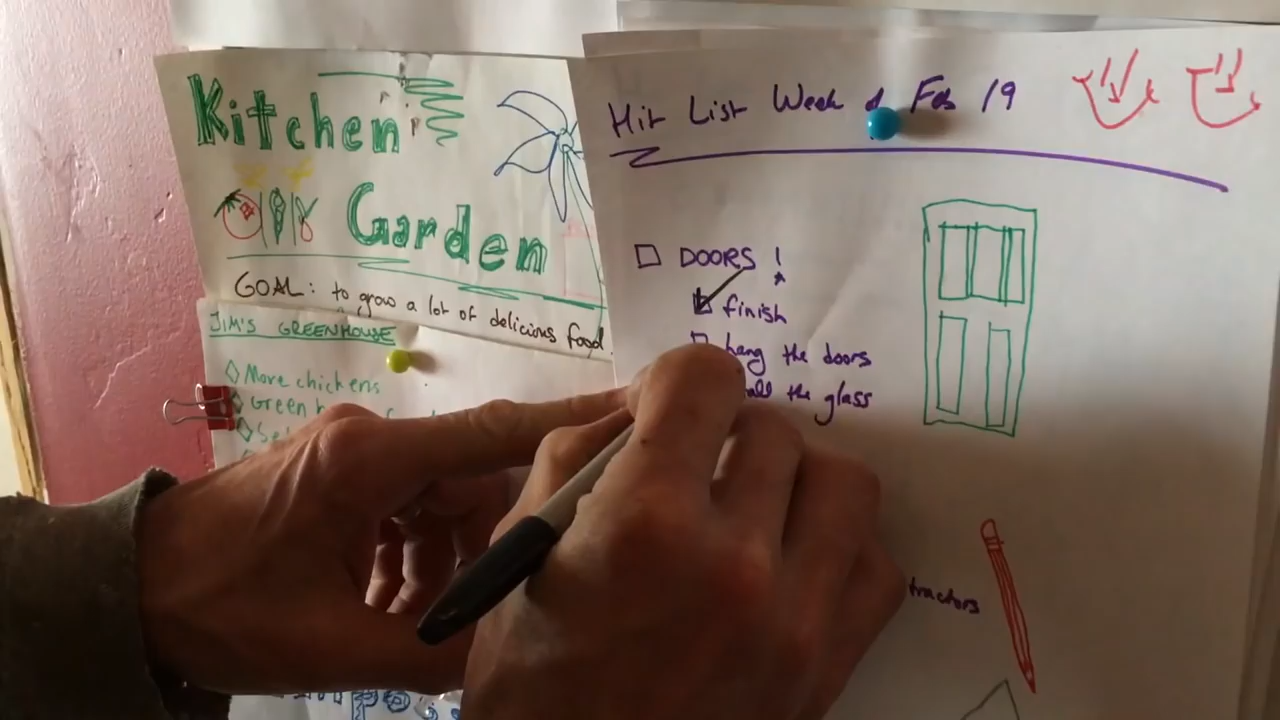 Kitchen
Garden
GOAL: to grow a lot of delicious food.
JIM'S GREENHOUSE
More chickens
Green
Hit List Week of Feb 19
DOORS !
finish
hang the doors
the glass
tractors